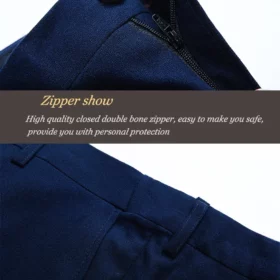 Zipper show
High quality closed double bone zipper, easy to make you safe,
provide you with personal protection